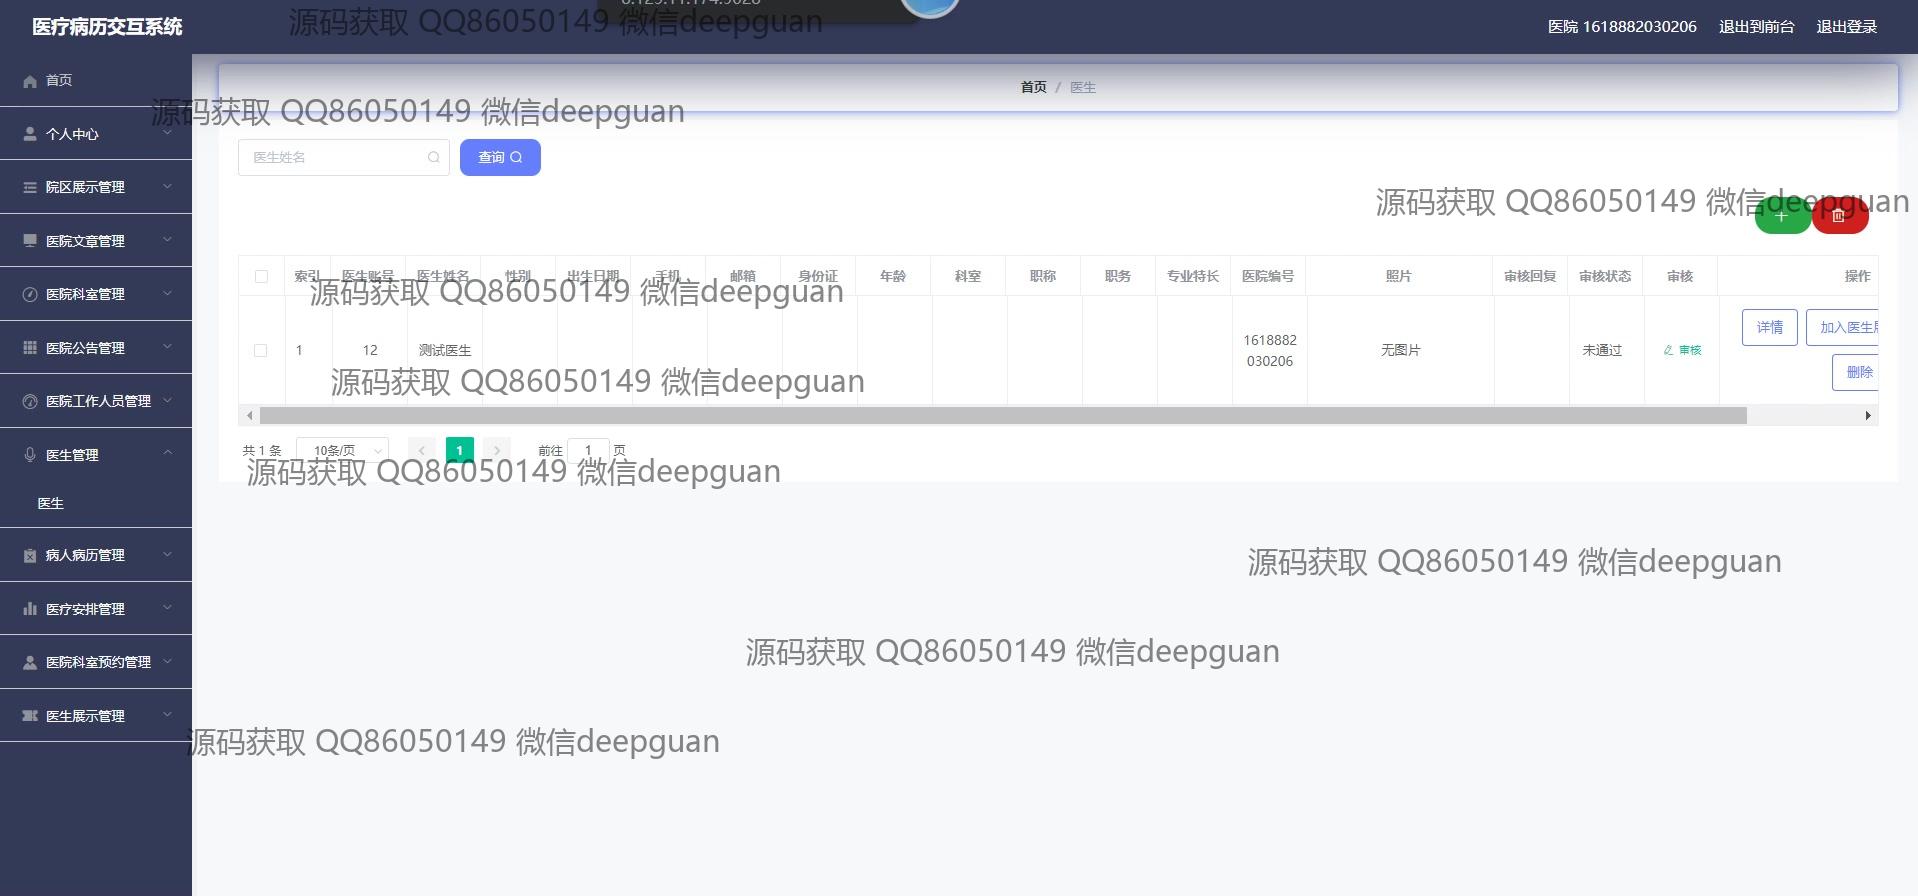 医疗病历交互系统
医院 1618882030206 退出到前台 退出登录
源码获取 QQ86050149 微信deepguan
首页
首页 / 医生
源码获取 QQ86050149 微信deepguan
个人中心
医生姓名 查询
院区展示管理
源码获取 QQ86050149 微信deepguan
医院文章管理
索引 医生账号 医生姓名 性别 出生日期 手机 邮箱 身份证 年龄 科室 职称 职务 专业特长 医院编号 照片 审核回复 审核状态 审核 操作
源码获取 QQ86050149 微信deepguan
医院科室管理
详情 加入医生
医院公告管理
1 12 测试医生 1618882 无图片 未通过 审核
030206
删除
源码获取 QQ86050149 微信deepguan
医院工作人员管理
共 1 条 10条/页 1 前往 1 页
医生管理
源码获取 QQ86050149 微信deepguan
医生
病人病历管理
源码获取 QQ86050149 微信deepguan
医疗安排管理
源码获取 QQ86050149 微信deepguan
医院科室预约管理
医生展示管理
源码获取 QQ86050149 微信deepguan